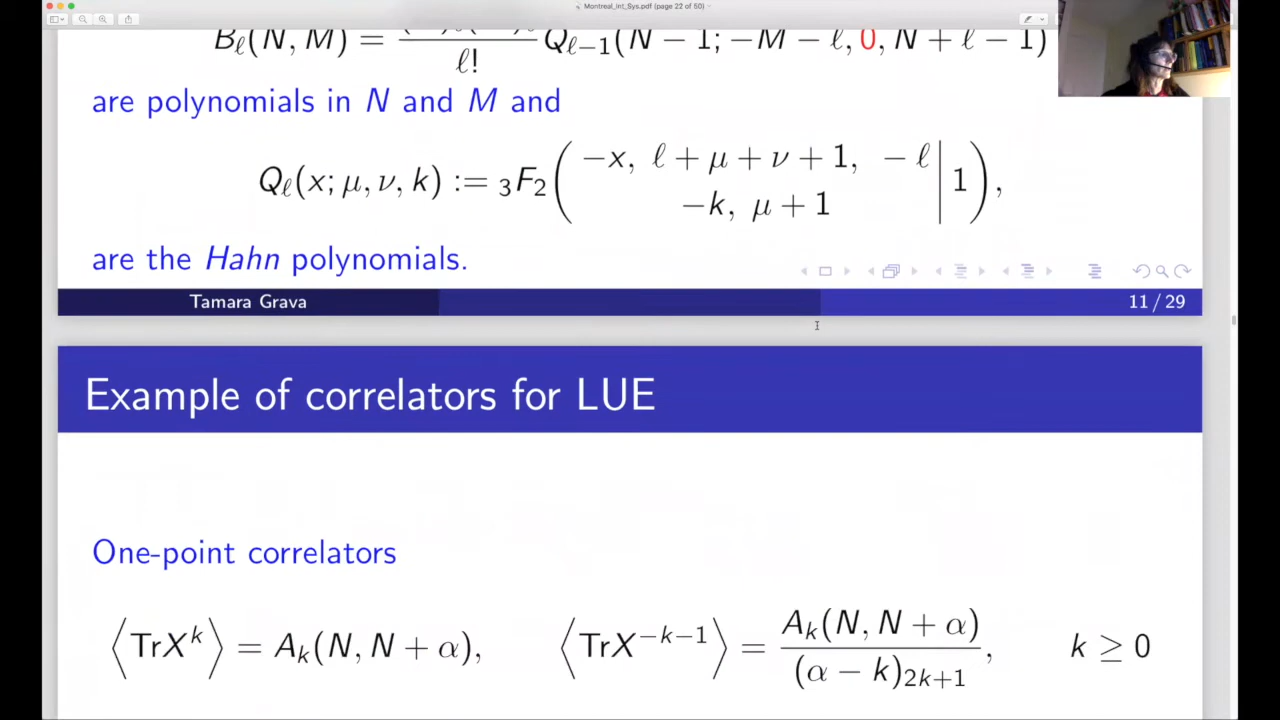 Montreal_Int_Sys.pdf (page 22 of 50)
B_ℓ(N, M) = ℓ! Q_{ℓ−1}(N − 1; −M − ℓ, 0, N + ℓ − 1)
are polynomials in N and M and
Q_ℓ(x; μ, ν, k) := ₃F₂( −x, ℓ + μ + ν + 1, −ℓ | 1 ),
−k, μ + 1
are the Hahn polynomials.
Tamara Grava 11 / 29
Example of correlators for LUE
One-point correlators
⟨TrX^k⟩ = A_k(N, N + α), ⟨TrX^{−k−1}⟩ = A_k(N, N + α) / (α − k)_{2k+1}, k ≥ 0